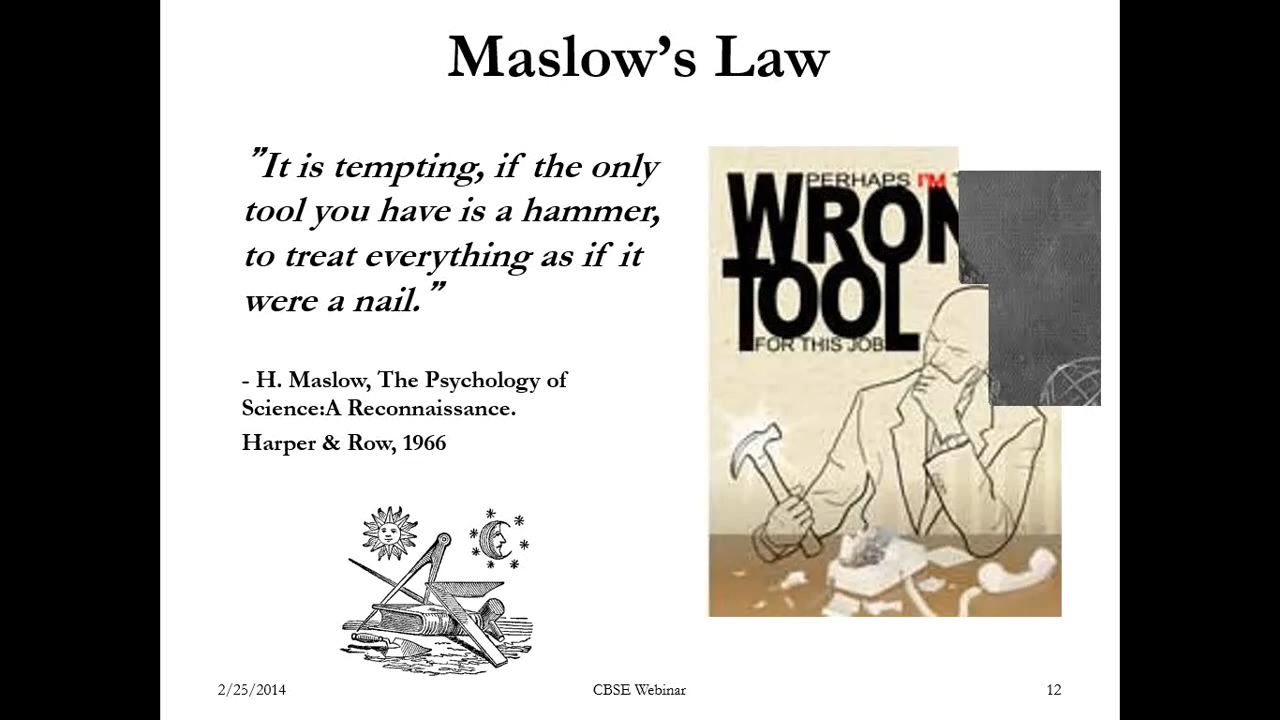 Maslow’s Law
”It is tempting, if the only
tool you have is a hammer,
to treat everything as if it
were a nail.”
- H. Maslow, The Psychology of
Science:A Reconnaissance.
Harper & Row, 1966
PERHAPS I'M
TOOL
FOR THIS JOB
2/25/2014
CBSE Webinar
12